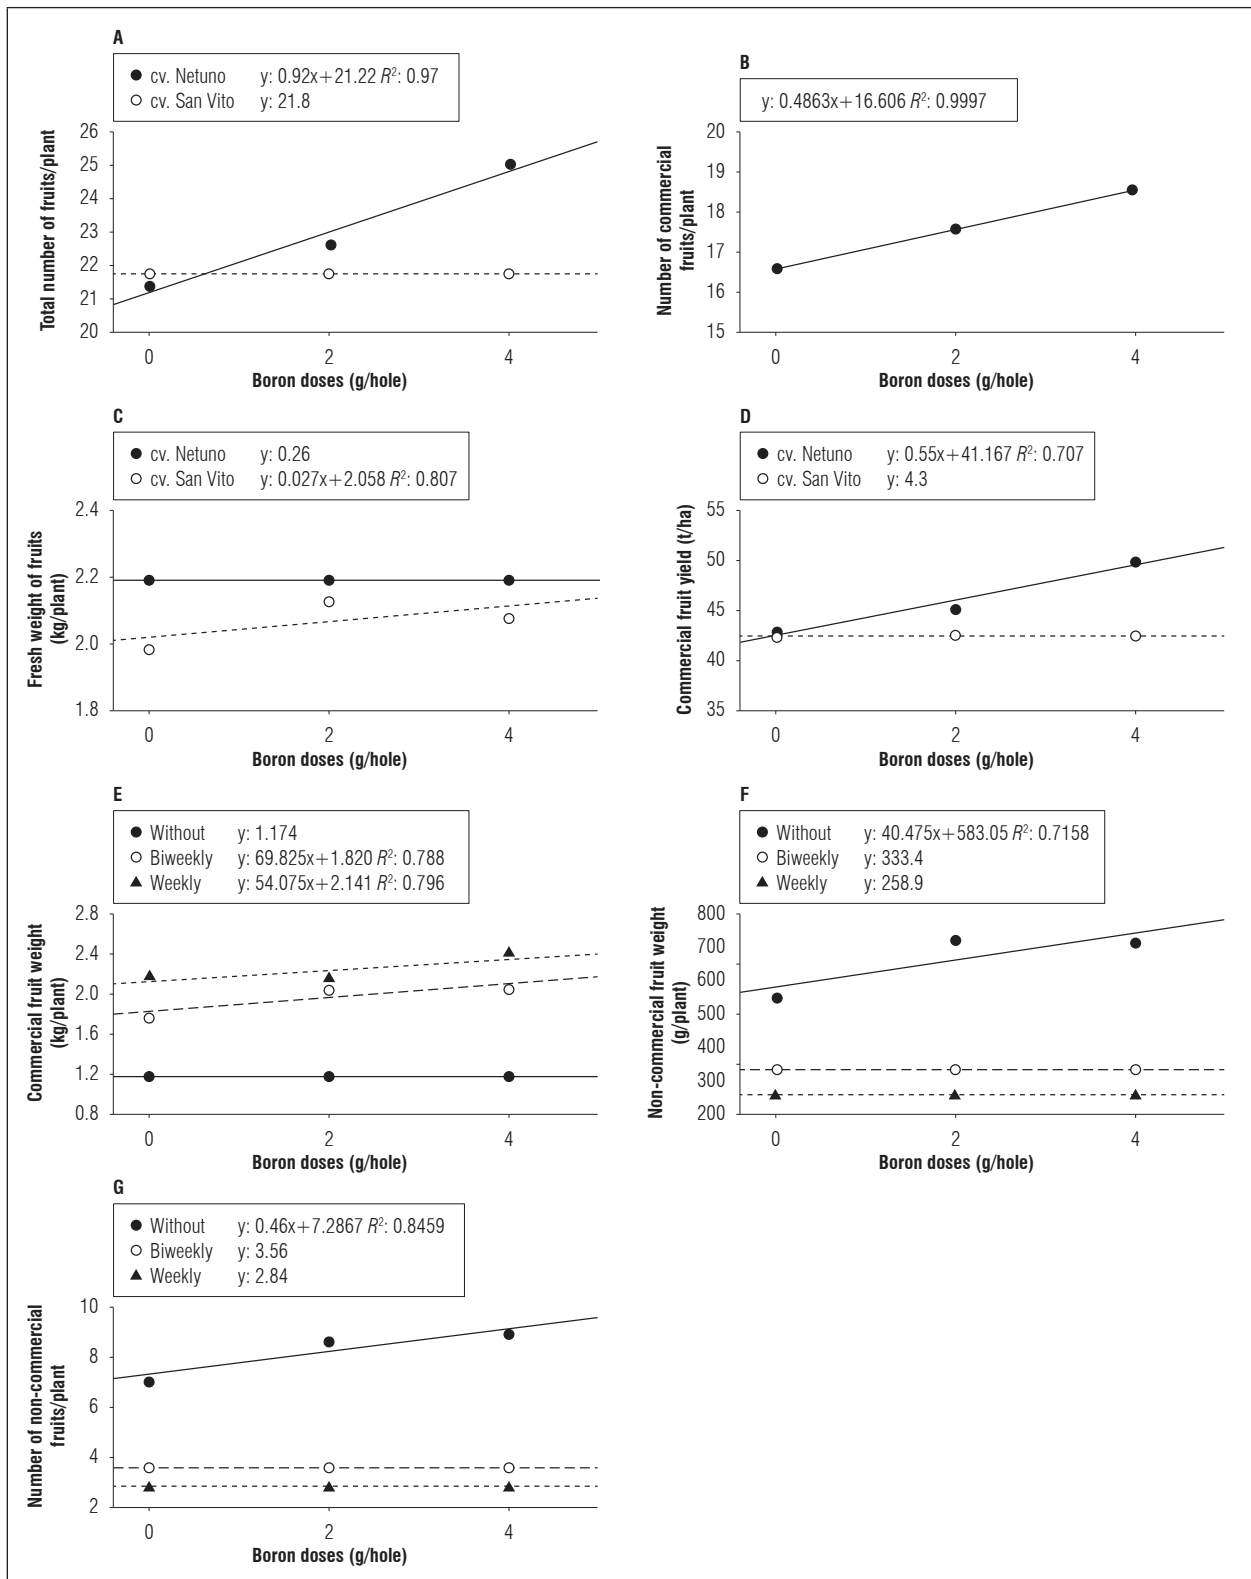 A
cv. Netuno y: 0.92x+21.22 R²: 0.97
cv. San Vito y: 21.8
Total number of fruits/plant
26
25
24
23
22
21
20
0 2 4
Boron doses (g/hole)
B
y: 0.4863x+16.606 R²: 0.9997
Number of commercial
fruits/plant
20
19
18
17
16
15
0 2 4
Boron doses (g/hole)
C
cv. Netuno y: 0.26
cv. San Vito y: 0.027x+2.058 R²: 0.807
Fresh weight of fruits
(kg/plant)
2.4
2.2
2.0
1.8
0 2 4
Boron doses (g/hole)
D
cv. Netuno y: 0.55x+41.167 R²: 0.707
cv. San Vito y: 4.3
Commercial fruit yield (t/ha)
55
50
45
40
35
0 2 4
Boron doses (g/hole)
E
Without y: 1.174
Biweekly y: 69.825x+1.820 R²: 0.788
Weekly y: 54.075x+2.141 R²: 0.796
Commercial fruit weight
(kg/plant)
2.8
2.4
2.0
1.6
1.2
0.8
0 2 4
Boron doses (g/hole)
F
Without y: 40.475x+583.05 R²: 0.7158
Biweekly y: 333.4
Weekly y: 258.9
Non-commercial fruit weight
(g/plant)
800
700
600
500
400
300
200
0 2 4
Boron doses (g/hole)
G
Without y: 0.46x+7.2867 R²: 0.8459
Biweekly y: 3.56
Weekly y: 2.84
Number of non-commercial
fruits/plant
10
8
6
4
2
0 2 4
Boron doses (g/hole)